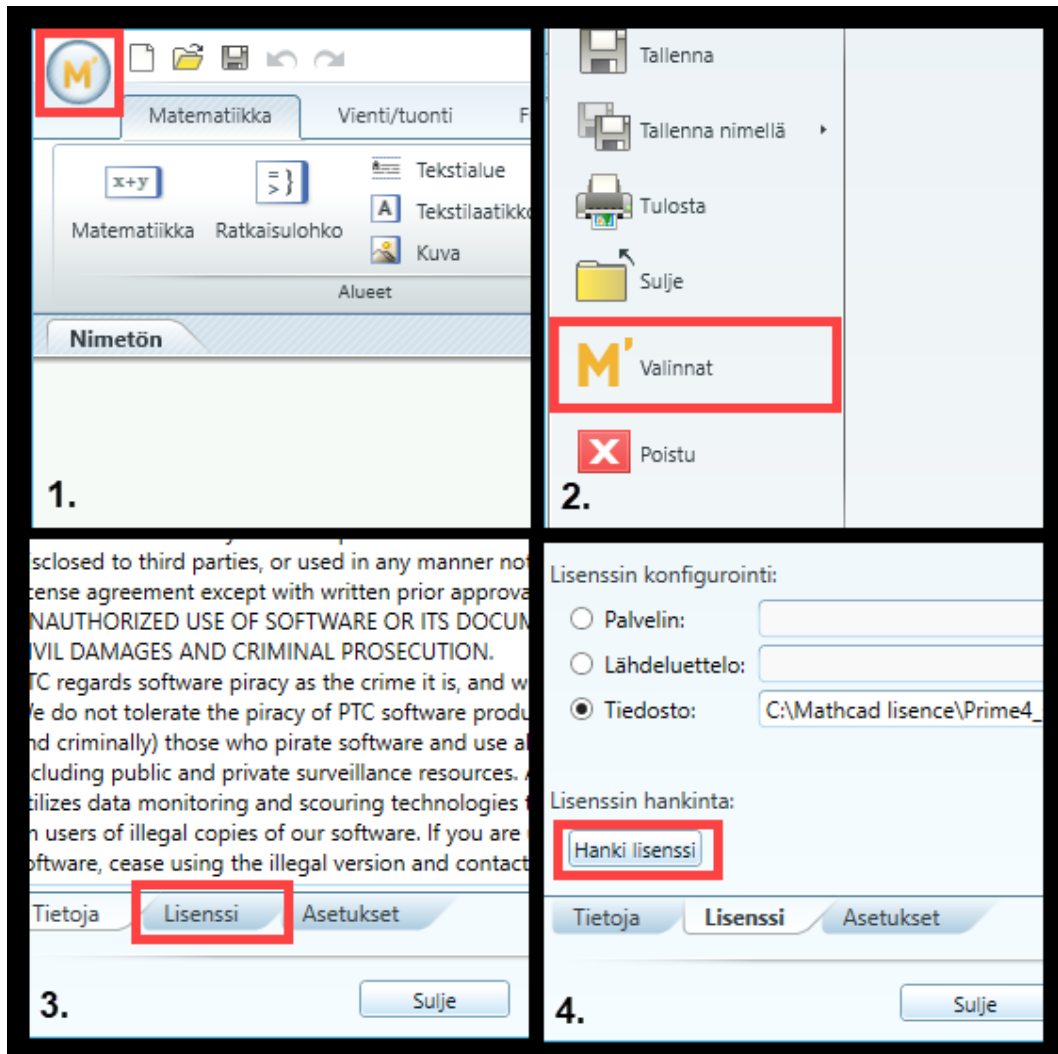 M'
Matematiikka Vienti/tuonti F
x+y
= }
>
Tekstialue
A Tekstilaatikko
Matematiikka Ratkaisulohko
Kuva
Alueet
Nimetön
1.
Tallenna
Tallenna nimellä
Tulosta
Sulje
M' Valinnat
X Poistu
2.
sclosed to third parties, or used in any manner not
cense agreement except with written prior approva
NAUTHORIZED USE OF SOFTWARE OR ITS DOCUM
IVIL DAMAGES AND CRIMINAL PROSECUTION.
TC regards software piracy as the crime it is, and w
e do not tolerate the piracy of PTC software produ
nd criminally) those who pirate software and use al
cluding public and private surveillance resources. A
tilizes data monitoring and scouring technologies t
n users of illegal copies of our software. If you are u
oftware, cease using the illegal version and contact
Tietoja Lisenssi Asetukset
3. Sulje
Lisenssin konfigurointi:
Palvelin:
Lähdeluettelo:
Tiedosto: C:\Mathcad lisence\Prime4_
Lisenssin hankinta:
Hanki lisenssi
Tietoja Lisenssi Asetukset
4. Sulje